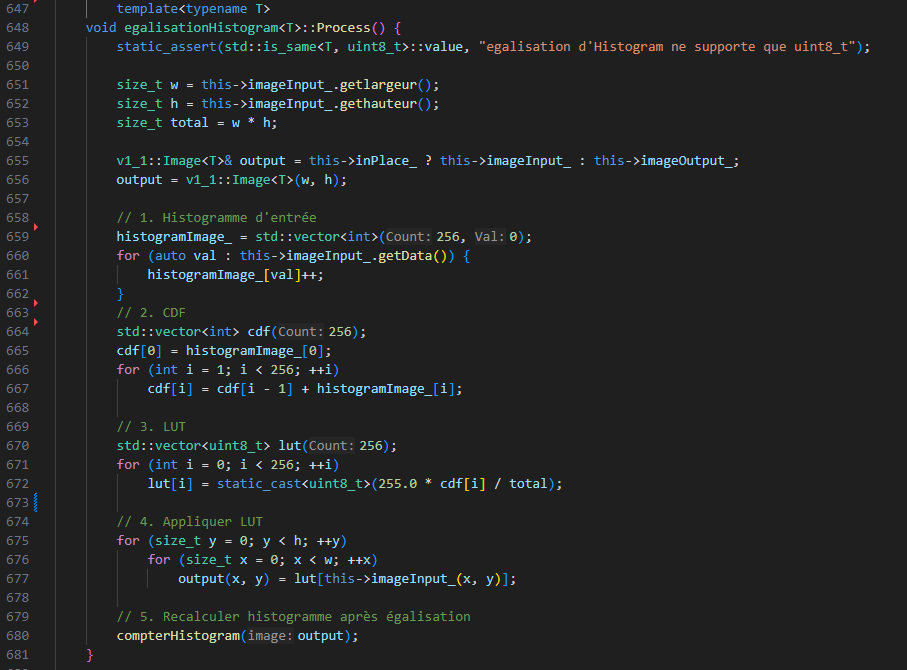 647 template<typename T>
648 void egalisationHistogram<T>::Process() {
649 static_assert(std::is_same<T, uint8_t>::value, "egalisation d'Histogram ne supporte que uint8_t");
650
651 size_t w = this->imageInput_.getlargeur();
652 size_t h = this->imageInput_.gethauteur();
653 size_t total = w * h;
654
655 v1_1::Image<T>& output = this->inPlace_ ? this->imageInput_ : this->imageOutput_;
656 output = v1_1::Image<T>(w, h);
657
658 // 1. Histogramme d'entrée
659 histogramImage_ = std::vector<int>(Count: 256, Val: 0);
660 for (auto val : this->imageInput_.getData()) {
661 histogramImage_[val]++;
662 }
663 // 2. CDF
664 std::vector<int> cdf(Count: 256);
665 cdf[0] = histogramImage_[0];
666 for (int i = 1; i < 256; ++i)
667 cdf[i] = cdf[i - 1] + histogramImage_[i];
668
669 // 3. LUT
670 std::vector<uint8_t> lut(Count: 256);
671 for (int i = 0; i < 256; ++i)
672 lut[i] = static_cast<uint8_t>(255.0 * cdf[i] / total);
673
674 // 4. Appliquer LUT
675 for (size_t y = 0; y < h; ++y)
676 for (size_t x = 0; x < w; ++x)
677 output(x, y) = lut[this->imageInput_(x, y)];
678
679 // 5. Recalculer histogramme après égalisation
680 compterHistogram(image: output);
681 }